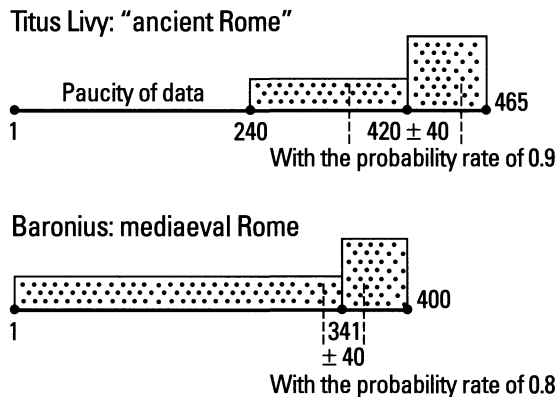 Titus Livy: “ancient Rome”
Paucity of data
465
1 240 420 ± 40
With the probability rate of 0.9
Baronius: mediaeval Rome
400
1 341
± 40
With the probability rate of 0.8